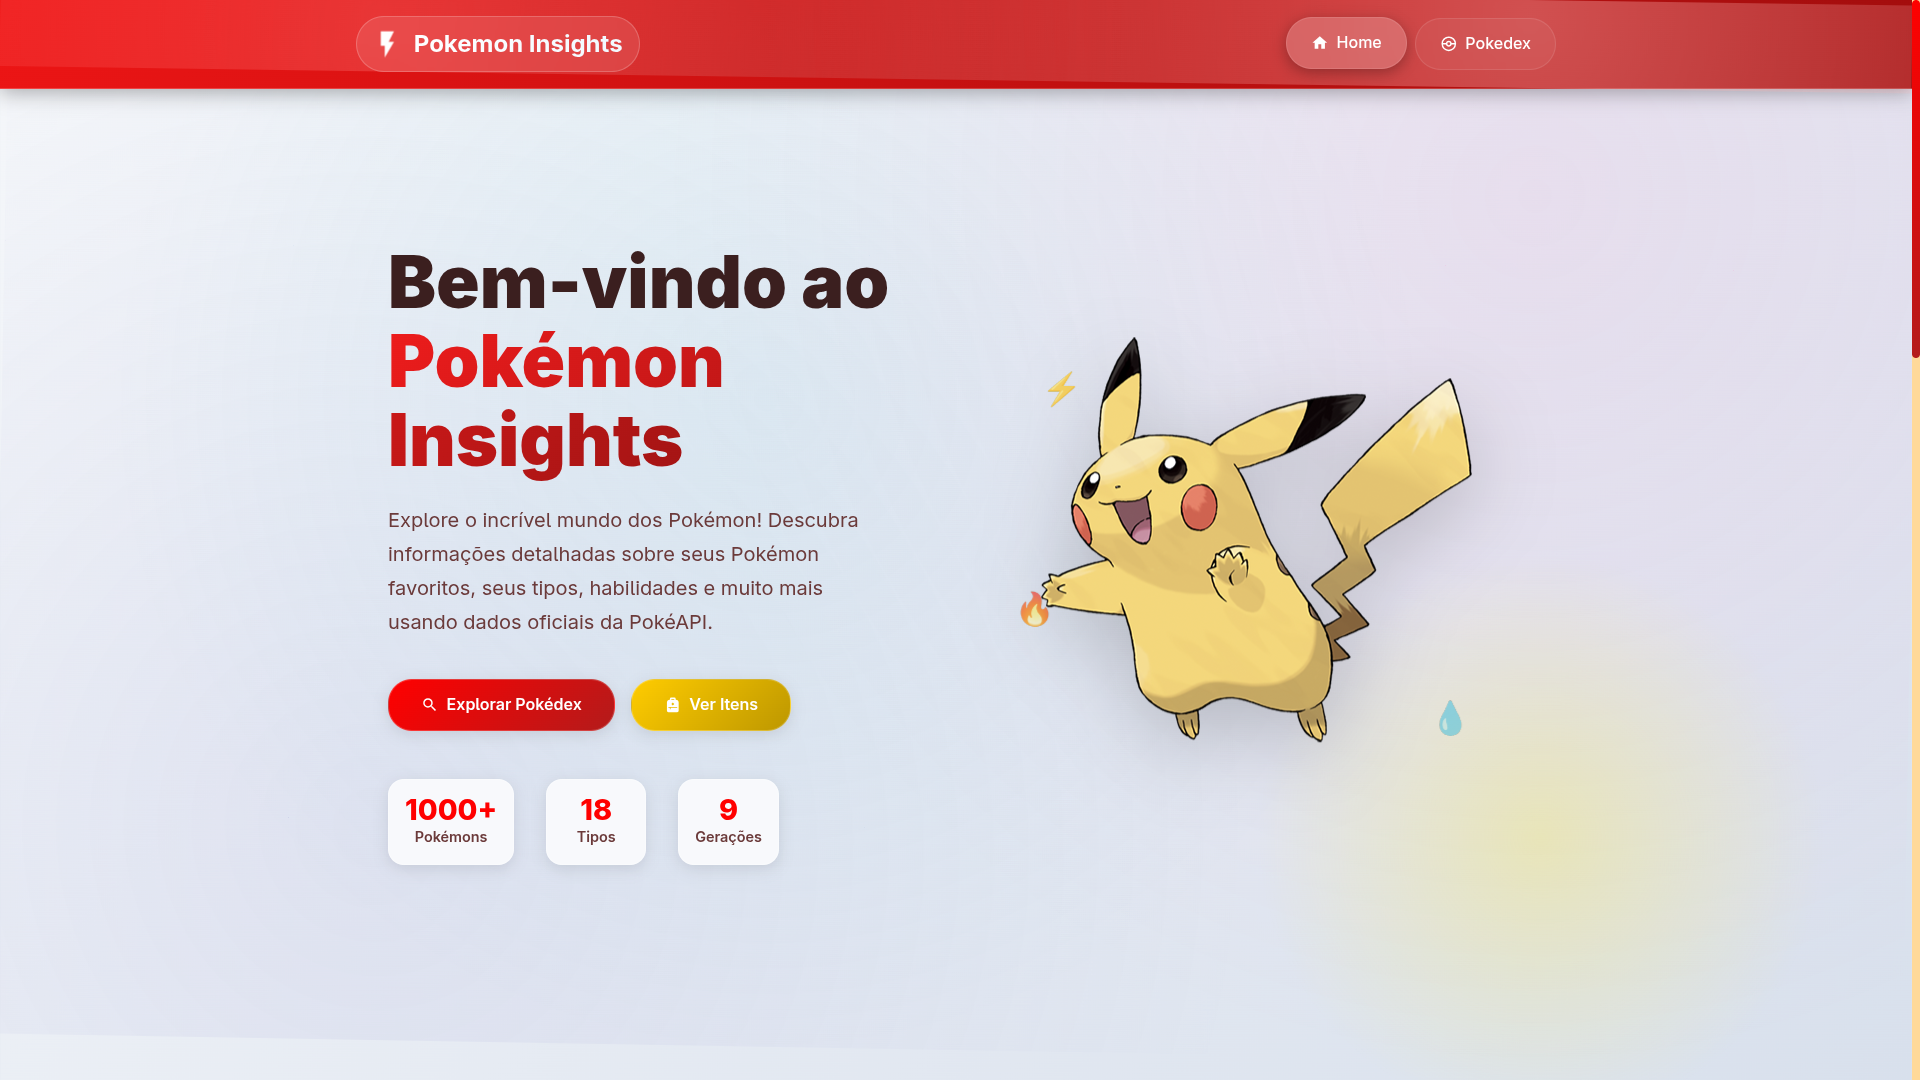 Pokemon Insights
Home
Pokedex
Bem-vindo ao
Pokémon
Insights
Explore o incrível mundo dos Pokémon! Descubra
informações detalhadas sobre seus Pokémon
favoritos, seus tipos, habilidades e muito mais
usando dados oficiais da PokéAPI.
Explorar Pokédex
Ver Itens
1000+
Pokémons
18
Tipos
9
Gerações